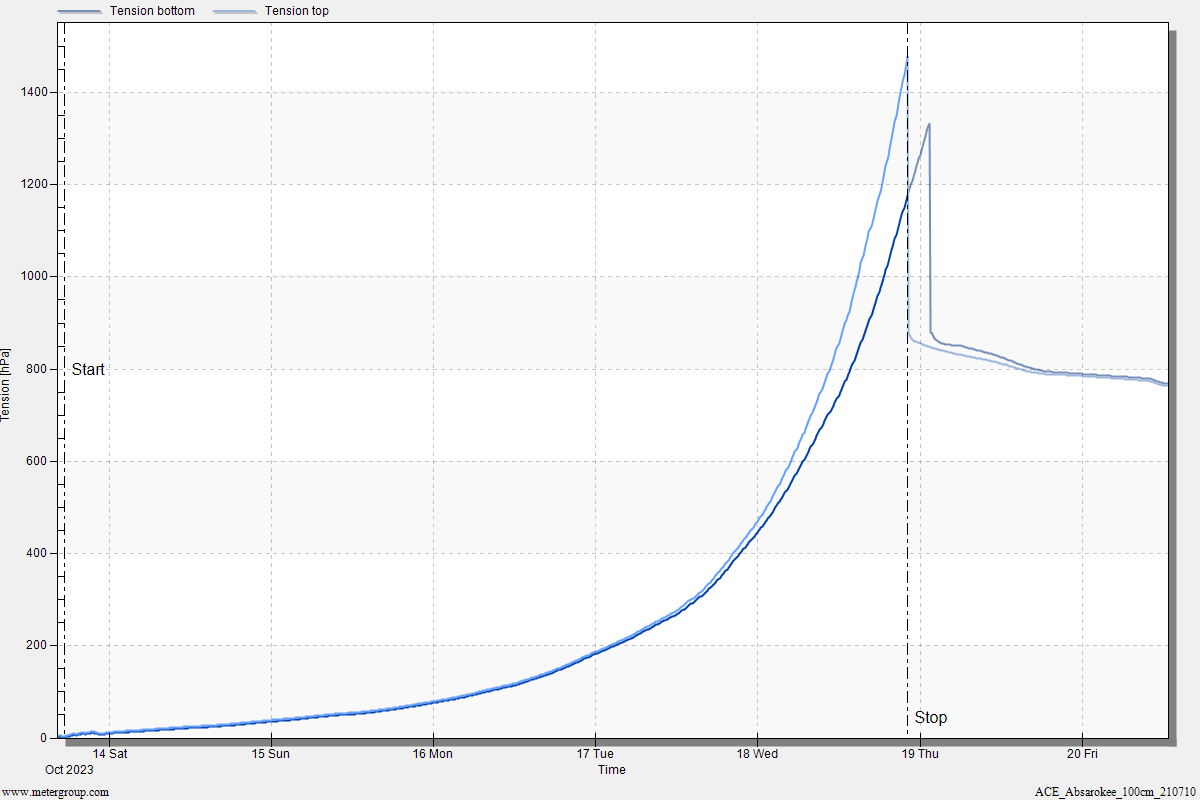 Tension bottom Tension top
1400
1200
1000
800
600
400
200
0
Tension [hPa]
Start
Stop
14 Sat 15 Sun 16 Mon 17 Tue 18 Wed 19 Thu 20 Fri
Oct 2023
Time
www.metergroup.com
ACE_Absarokee_100cm_210710